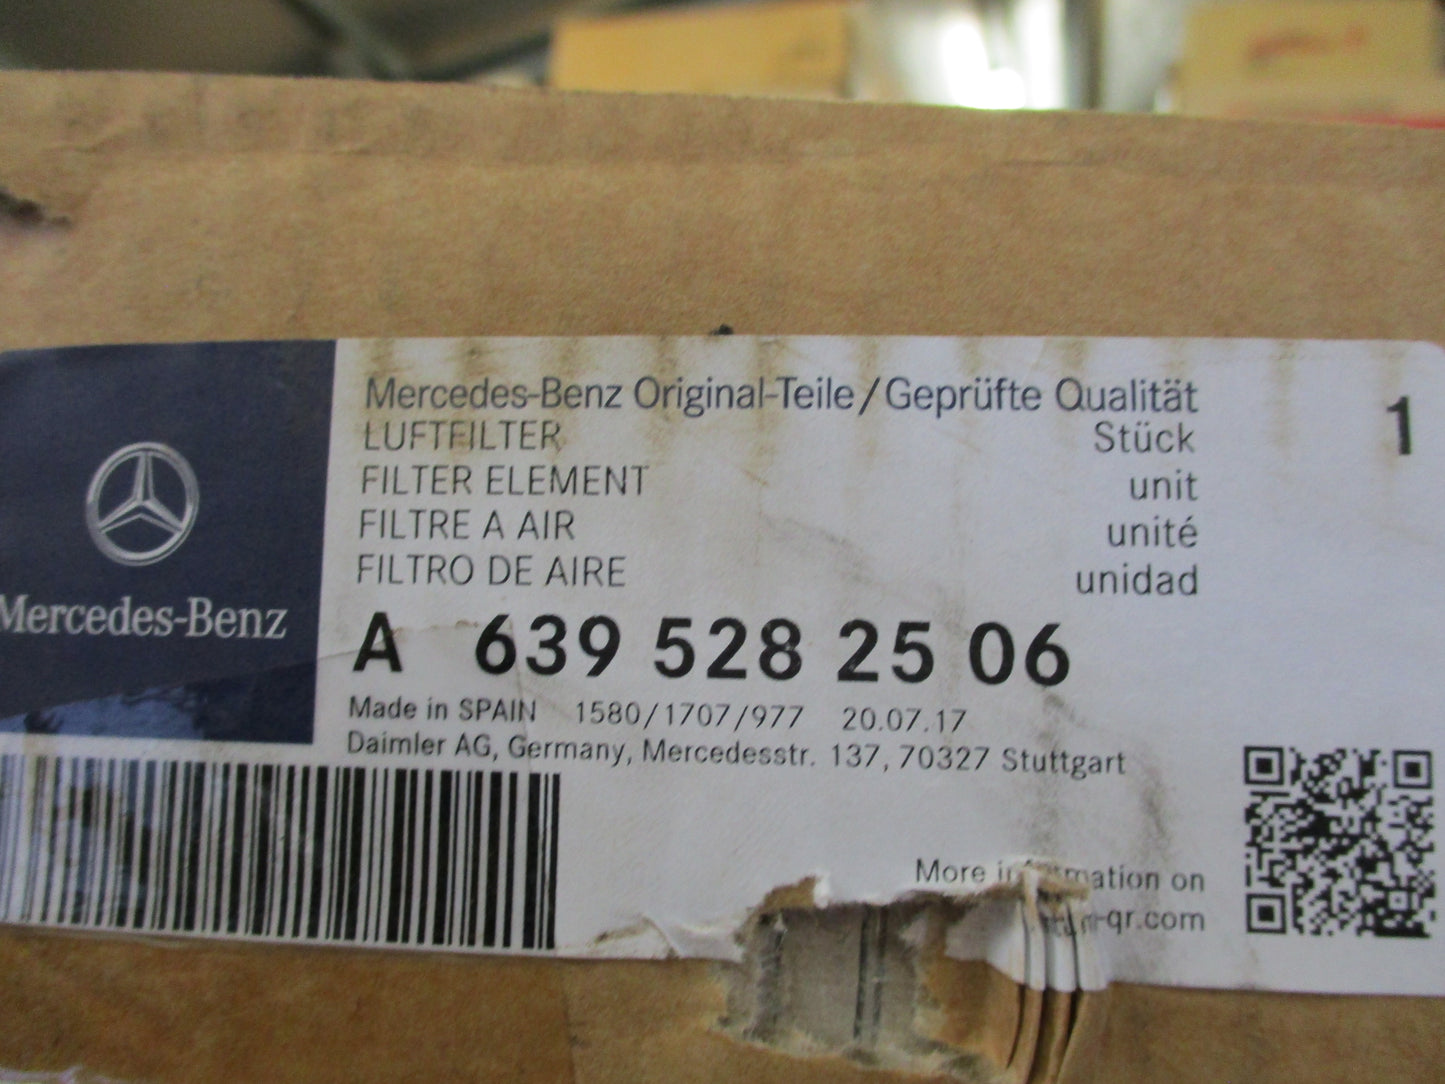 Mercedes-Benz Original-Teile/Geprüfte Qualität
LUFTFILTER Stück 1
FILTER ELEMENT unit
FILTRE A AIR unité
FILTRO DE AIRE unidad
Mercedes-Benz
A 639 528 25 06
Made in SPAIN 1580/1707/977 20.07.17
Daimler AG, Germany, Mercedesstr. 137, 70327 Stuttgart
More information on
-qr.com